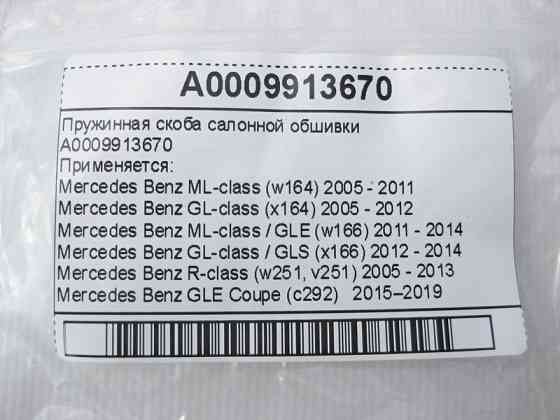 A0009913670
Пружинная скоба салонной обшивки
A0009913670
Применяется:
Mercedes Benz ML-class (w164) 2005 - 2011
Mercedes Benz GL-class (x164) 2005 - 2012
Mercedes Benz ML-class / GLE (w166) 2011 - 2014
Mercedes Benz GL-class / GLS (x166) 2012 - 2014
Mercedes Benz R-class (w251, v251) 2005 - 2013
Mercedes Benz GLE Coupe (c292) 2015–2019